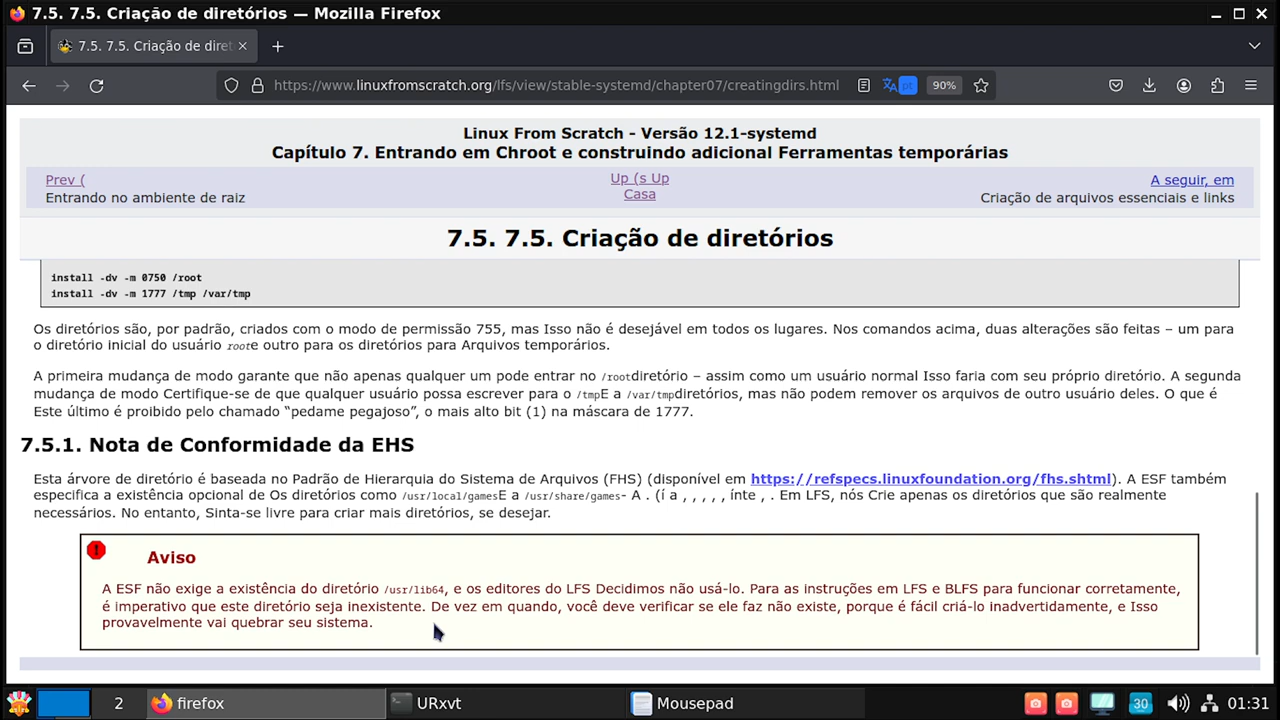 7.5. 7.5. Criação de diretórios — Mozilla Firefox
7.5. 7.5. Criação de diret
https://www.linuxfromscratch.org/lfs/view/stable-systemd/chapter07/creatingdirs.html
pt
90%
Linux From Scratch - Versão 12.1-systemd
Capítulo 7. Entrando em Chroot e construindo adicional Ferramentas temporárias
Prev (
Up (s Up
A seguir, em
Entrando no ambiente de raiz
Casa
Criação de arquivos essenciais e links
7.5. 7.5. Criação de diretórios
install -dv -m 0750 /root
install -dv -m 1777 /tmp /var/tmp
Os diretórios são, por padrão, criados com o modo de permissão 755, mas Isso não é desejável em todos os lugares. Nos comandos acima, duas alterações são feitas – um para
o diretório inicial do usuário roote outro para os diretórios para Arquivos temporários.
A primeira mudança de modo garante que não apenas qualquer um pode entrar no /rootdiretório – assim como um usuário normal Isso faria com seu próprio diretório. A segunda
mudança de modo Certifique-se de que qualquer usuário possa escrever para o /tmpE a /var/tmpdiretórios, mas não podem remover os arquivos de outro usuário deles. O que é
Este último é proibido pelo chamado “pedame pegajoso”, o mais alto bit (1) na máscara de 1777.
7.5.1. Nota de Conformidade da EHS
Esta árvore de diretório é baseada no Padrão de Hierarquia do Sistema de Arquivos (FHS) (disponível em https://refspecs.linuxfoundation.org/fhs.shtml). A ESF também
especifica a existência opcional de Os diretórios como /usr/local/gamesE a /usr/share/games- A . (í a , , , , , ínte , . Em LFS, nós Crie apenas os diretórios que são realmente
necessários. No entanto, Sinta-se livre para criar mais diretórios, se desejar.
Aviso
A ESF não exige a existência do diretório /usr/lib64, e os editores do LFS Decidimos não usá-lo. Para as instruções em LFS e BLFS para funcionar corretamente,
é imperativo que este diretório seja inexistente. De vez em quando, você deve verificar se ele faz não existe, porque é fácil criá-lo inadvertidamente, e Isso
provavelmente vai quebrar seu sistema.
2
firefox
URxvt
Mousepad
30
01:31